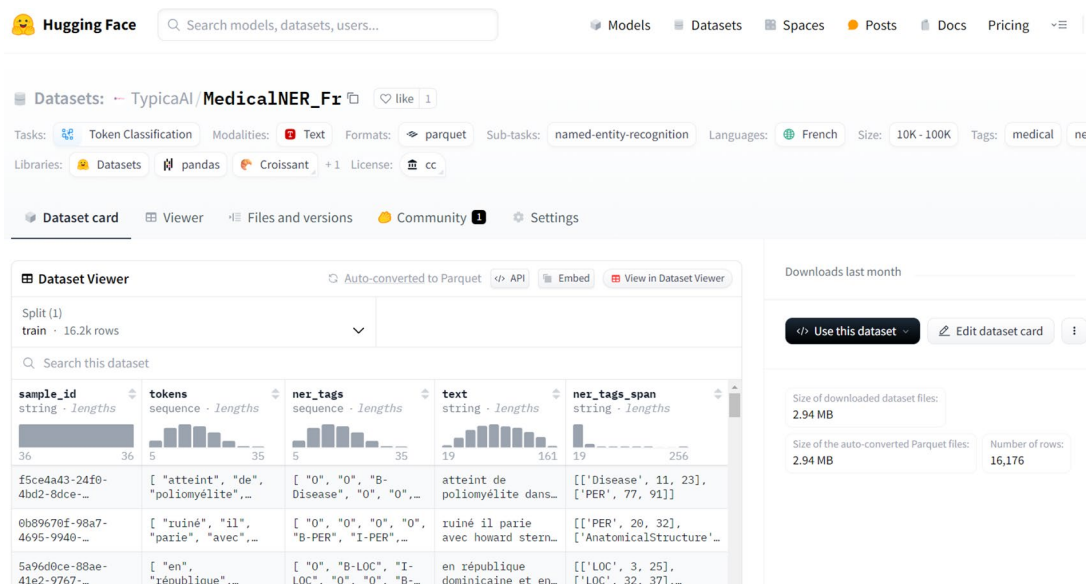 Hugging Face
Search models, datasets, users...
Models
Datasets
Spaces
Posts
Docs
Pricing
Datasets: TypicaAI/MedicalNER_Fr
like 1
Tasks: Token Classification Modalities: Text Formats: parquet Sub-tasks: named-entity-recognition Languages: French Size: 10K - 100K Tags: medical ne
Libraries: Datasets pandas Croissant +1 License: cc
Dataset card
Viewer
Files and versions
Community 1
Settings
Dataset Viewer
Auto-converted to Parquet
</> API
Embed
View in Dataset Viewer
Split (1)
train · 16.2k rows
Search this dataset
sample_id tokens ner_tags text ner_tags_span
string · lengths sequence · lengths sequence · lengths string · lengths string · lengths
36 36 5 35 5 35 19 161 19 256
f5ce4a43-24f0- [ "atteint", "de", [ "O", "O", "B- atteint de [['Disease', 11, 23],
4bd2-8dce-… "poliomyélite",… Disease", "O", "O",… poliomyélite dans… ['PER', 77, 91]]
0b89670f-98a7- [ "ruiné", "il", [ "O", "O", "O", "O", ruiné il parie [['PER', 20, 32],
4695-9940-… "parie", "avec",… "B-PER", "I-PER",… avec howard stern… ['AnatomicalStructure'…
5a96d0ce-88ae- [ "en", [ "O", "B-LOC", "I- en république [['LOC', 3, 25],
41e2-9767-… "république",… LOC", "O", "O", "B-… dominicaine et en… ['LOC', 32, 37],…
Downloads last month
</> Use this dataset
Edit dataset card
Size of downloaded dataset files:
2.94 MB
Size of the auto-converted Parquet files:
2.94 MB
Number of rows:
16,176